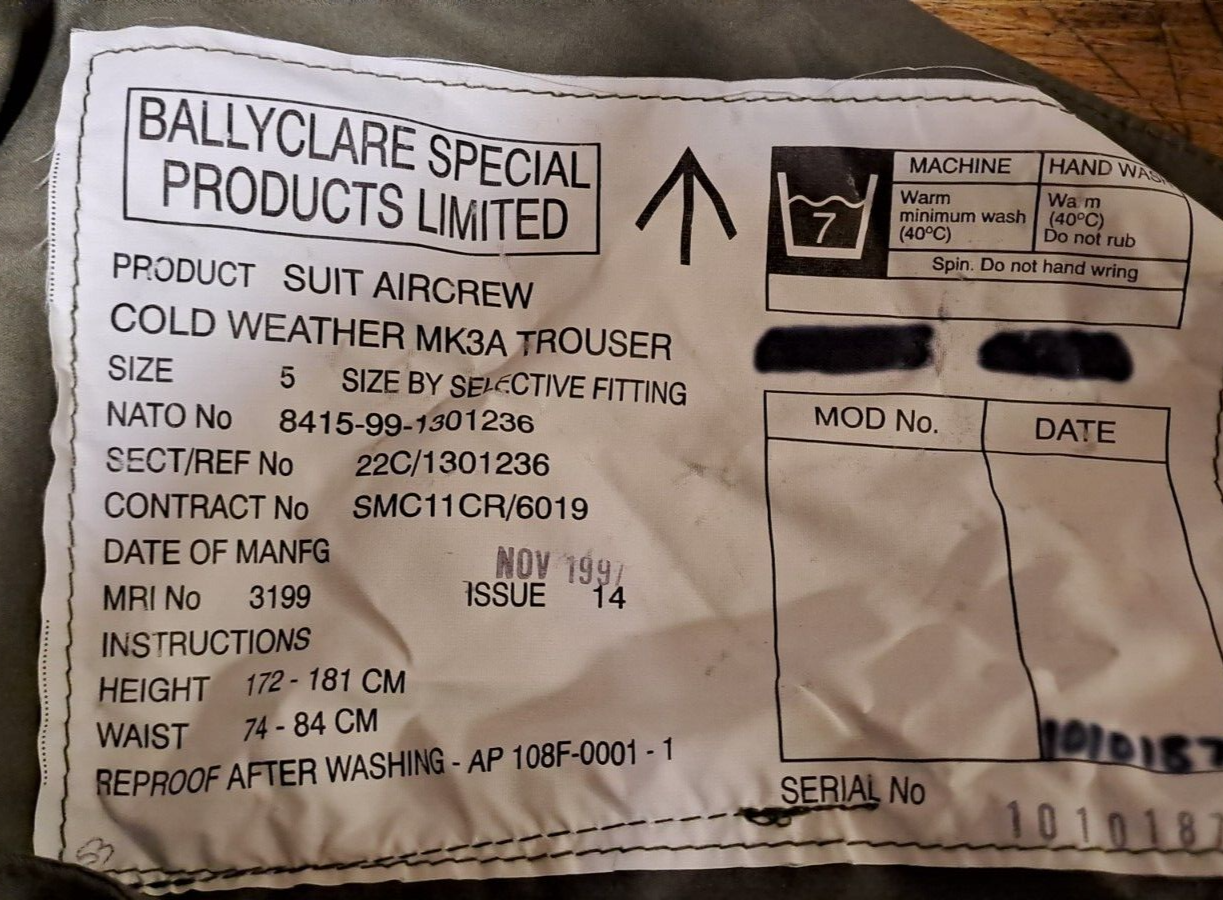 BALLYCLARE SPECIAL
PRODUCTS LIMITED
PRODUCT SUIT AIRCREW
COLD WEATHER MK3A TROUSER
SIZE 5 SIZE BY SELECTIVE FITTING
NATO No 8415-99-1301236
SECT/REF No 22C/1301236
CONTRACT No SMC11CR/6019
DATE OF MANFG NOV 1997
MRI No 3199 ISSUE 14
INSTRUCTIONS
HEIGHT 172 - 181 CM
WAIST 74 - 84 CM
REPROOF AFTER WASHING - AP 108F-0001 - 1
7
MACHINE HAND WASH
Warm
minimum wash
(40°C)
Warm
(40°C)
Do not rub
Spin. Do not hand wring
MOD No. DATE
1010187
SERIAL No 1010187